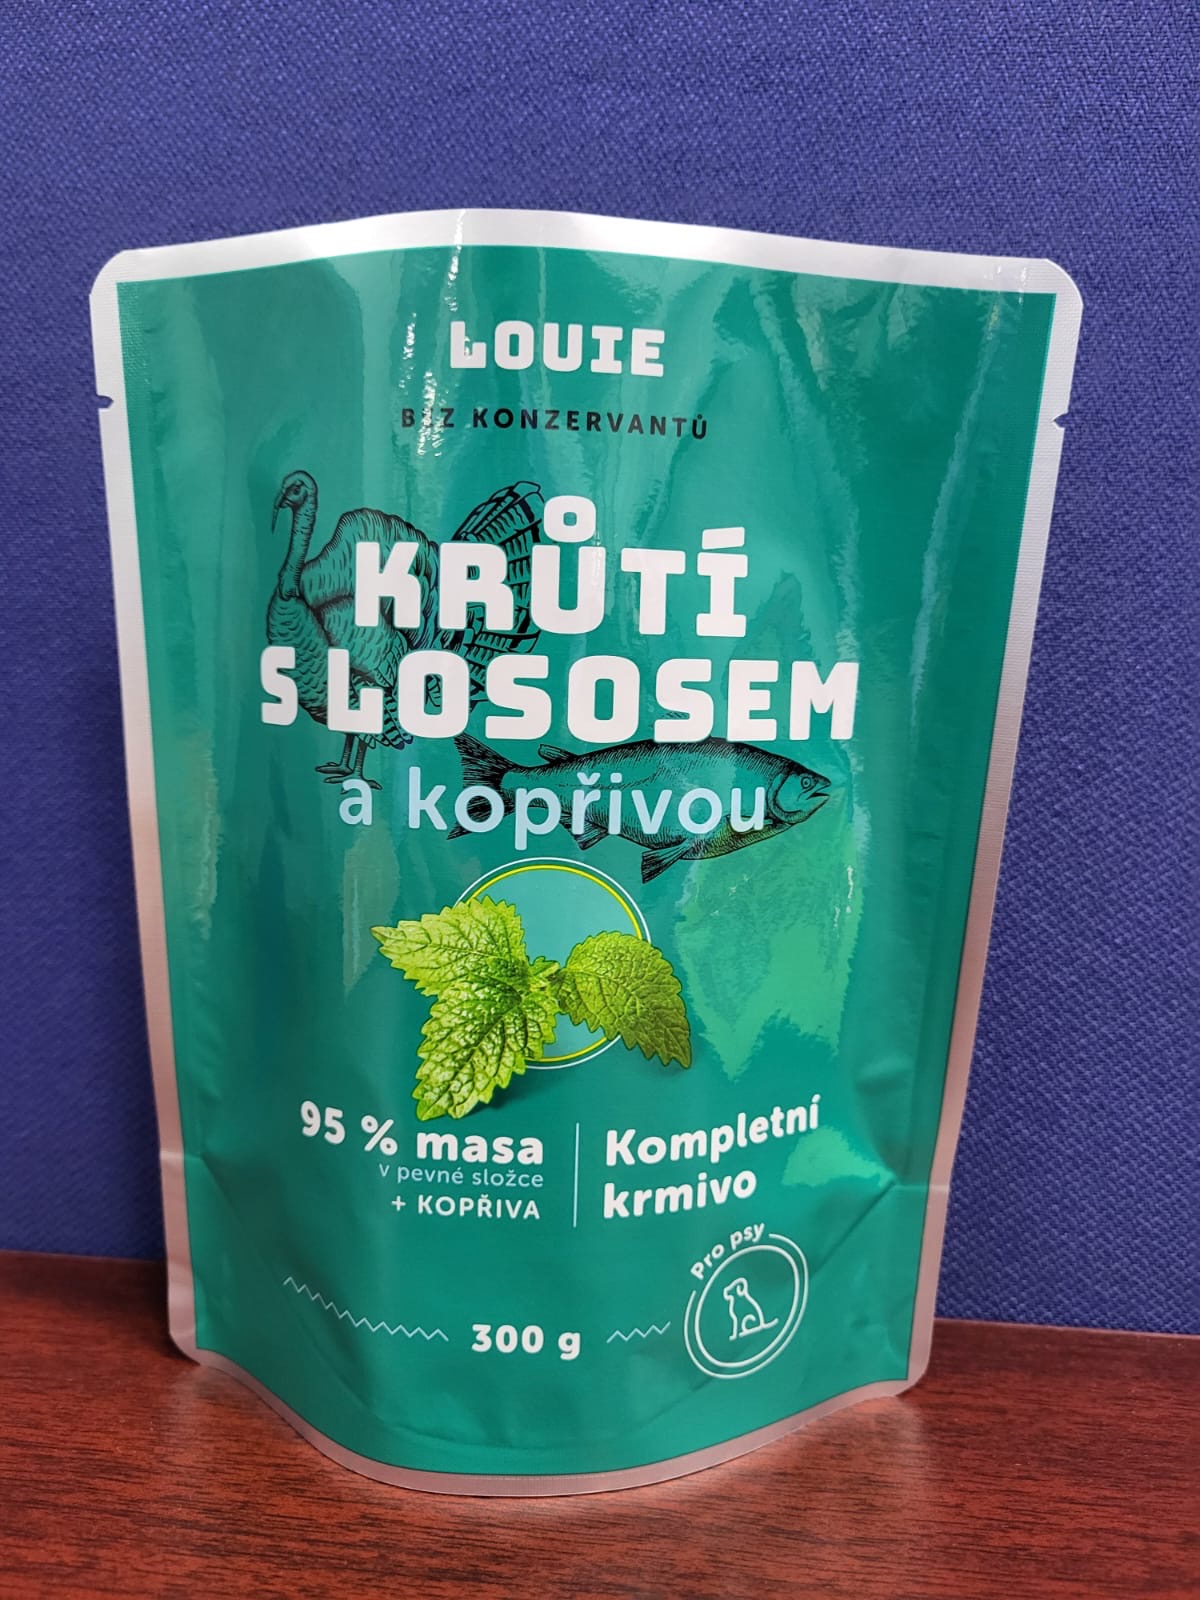 LOUIE
BEZ KONZERVANTŮ
KRŮTÍ
S LOSOSEM
a kopřivou
95 % masa
v pevné složce
+ KOPŘIVA
Kompletní
krmivo
Pro psy
300 g